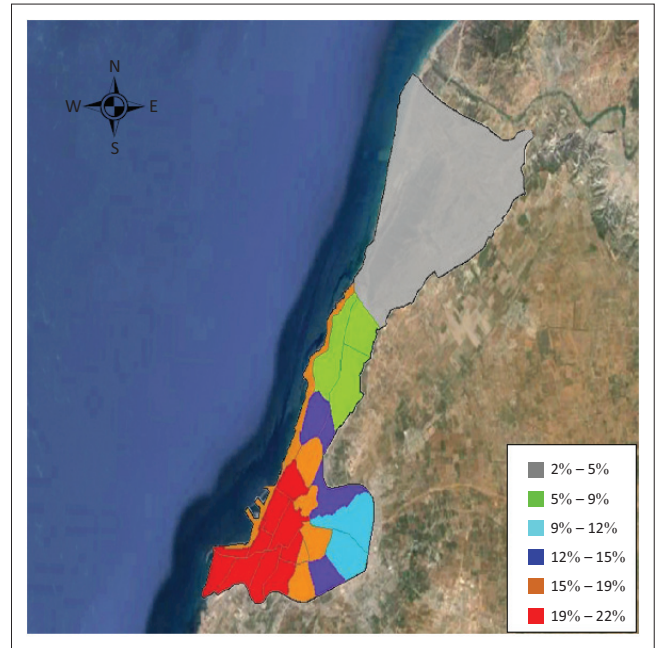 N
W E
S
2% – 5%
5% – 9%
9% – 12%
12% – 15%
15% – 19%
19% – 22%